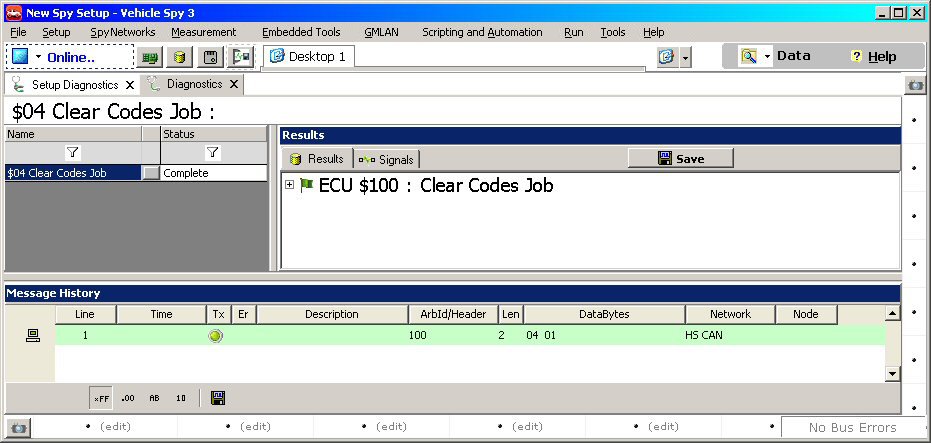 New Spy Setup - Vehicle Spy 3
File Setup SpyNetworks Measurement Embedded Tools GMLAN Scripting and Automation Run Tools Help
Online.. Desktop 1 Data ? Help
Setup Diagnostics X Diagnostics X
$04 Clear Codes Job :
Name Status
Results
Results Signals Save
$04 Clear Codes Job Complete
ECU $100 : Clear Codes Job
Message History
Line Time Tx Er Description ArbId/Header Len DataBytes Network Node
1 100 2 04 01 HS CAN
xFF .00 AB 10
(edit) (edit) (edit) (edit) (edit) No Bus Errors